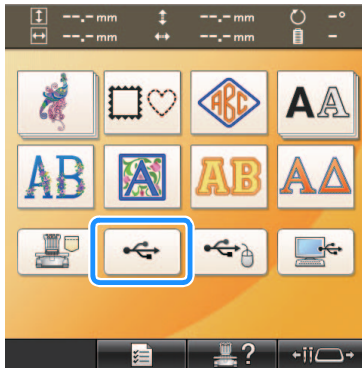 --.- mm --.- mm -°
--.- mm --.- mm -
ABC AA
AB A AB AΔ
?